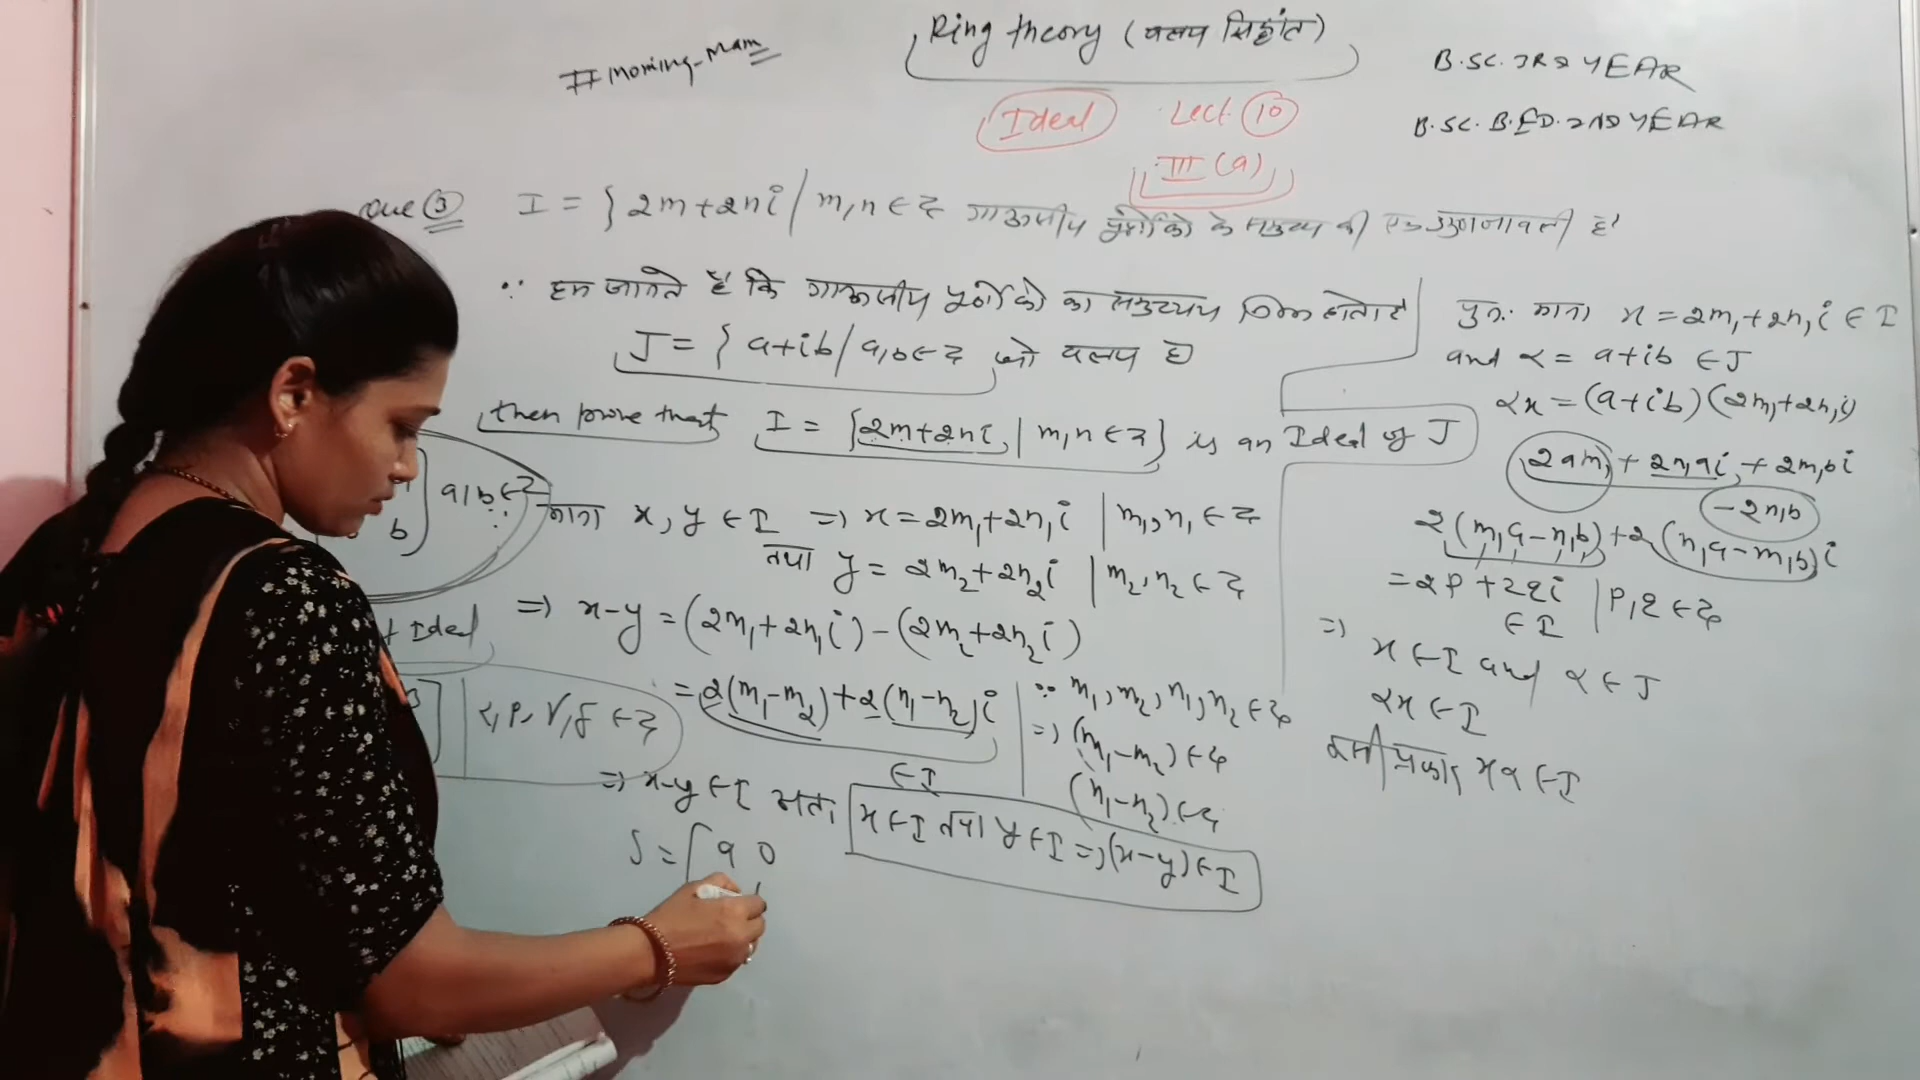 #morning_mam
Ring theory (वलय सिद्धांत)
B.SC. 3RD YEAR
B.SC. B.ED. 2ND YEAR
Ideal Lect. 10
III (a)
Que 3 I = { 2m+2ni / m,n ∈ Z गाऊसीय पूर्णांको के समुच्चय की एक गुणजावली है
∵ हम जानते हैं कि गाऊसीय पूर्णांको का समुच्चय निम्न होता है
J = { a+ib / a,b ∈ Z जो वलय है
then prove that I = {2m+2ni | m,n ∈ Z} is an Ideal of J
माना x, y ∈ I ⇒ x = 2m₁+2n₁i | m₁, n₁ ∈ Z
तथा y = 2m₂+2n₂i | m₂, n₂ ∈ Z
⇒ x-y = (2m₁+2n₁i) - (2m₂+2n₂i)
= 2(m₁-m₂)+2(n₁-n₂)i
∈ I
∵ m₁, m₂, n₁, n₂ ∈ Z
⇒ (m₁-m₂) ∈ Z
(n₁-n₂) ∈ Z
⇒ x-y ∈ I अतः x ∈ I तथा y ∈ I ⇒ (x-y) ∈ I
S = [ a 0
पुनः माना x = 2m₁+2n₁i ∈ I
and α = a+ib ∈ J
αx = (a+ib)(2m₁+2n₁i)
2am₁ + 2n₁ai + 2m₁bi
-2n₁b
2(m₁a-n₁b)+2(n₁a-m₁b)i
= 2p + 2qi | p,q ∈ Z
∈ I
⇒ x ∈ I and α ∈ J
αx ∈ I
इसी प्रकार xα ∈ I
a,b ∈ Z
b
Ideal
∈ Z